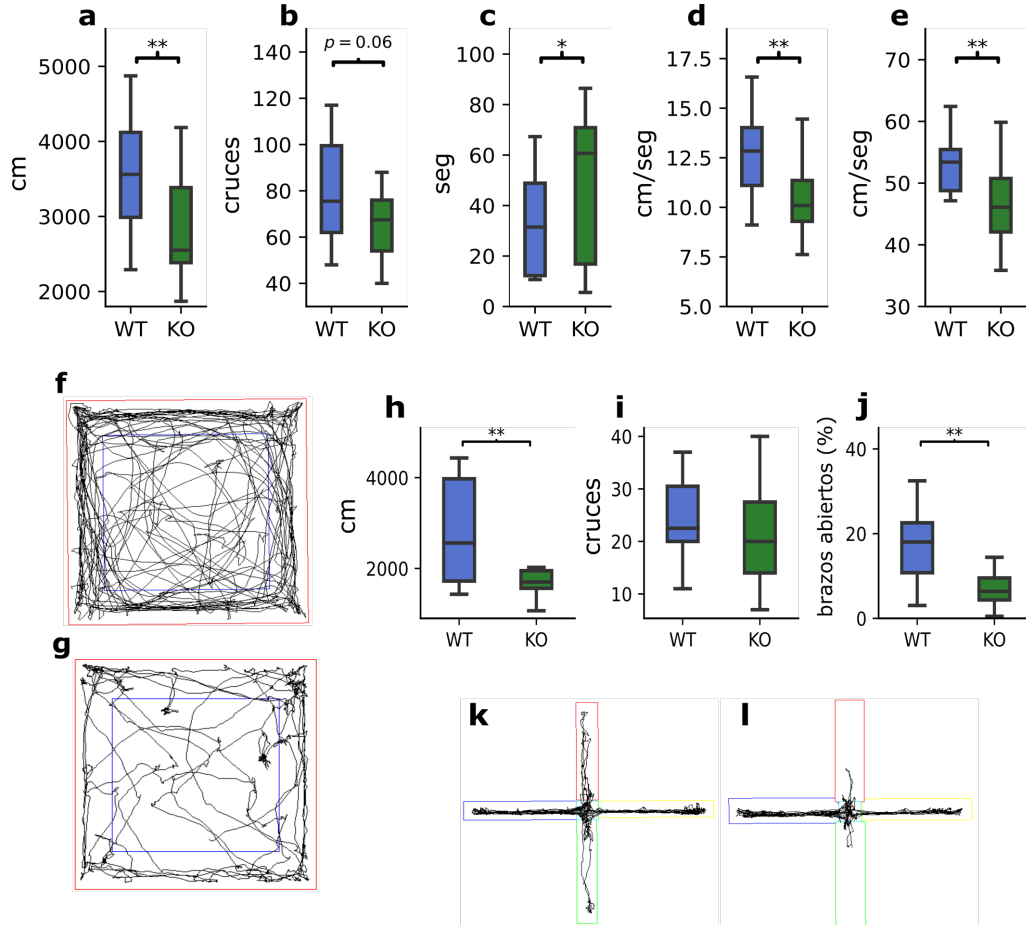 a
**
cm
5000
4000
3000
2000
WT KO
b
p = 0.06
cruces
140
120
100
80
60
40
WT KO
c
*
seg
100
80
60
40
20
0
WT KO
d
**
cm/seg
17.5
15.0
12.5
10.0
7.5
5.0
WT KO
e
**
cm/seg
70
60
50
40
30
WT KO
f
g
h
**
cm
4000
2000
WT KO
i
cruces
40
30
20
10
WT KO
j
**
brazos abiertos (%)
40
20
0
WT KO
k
l